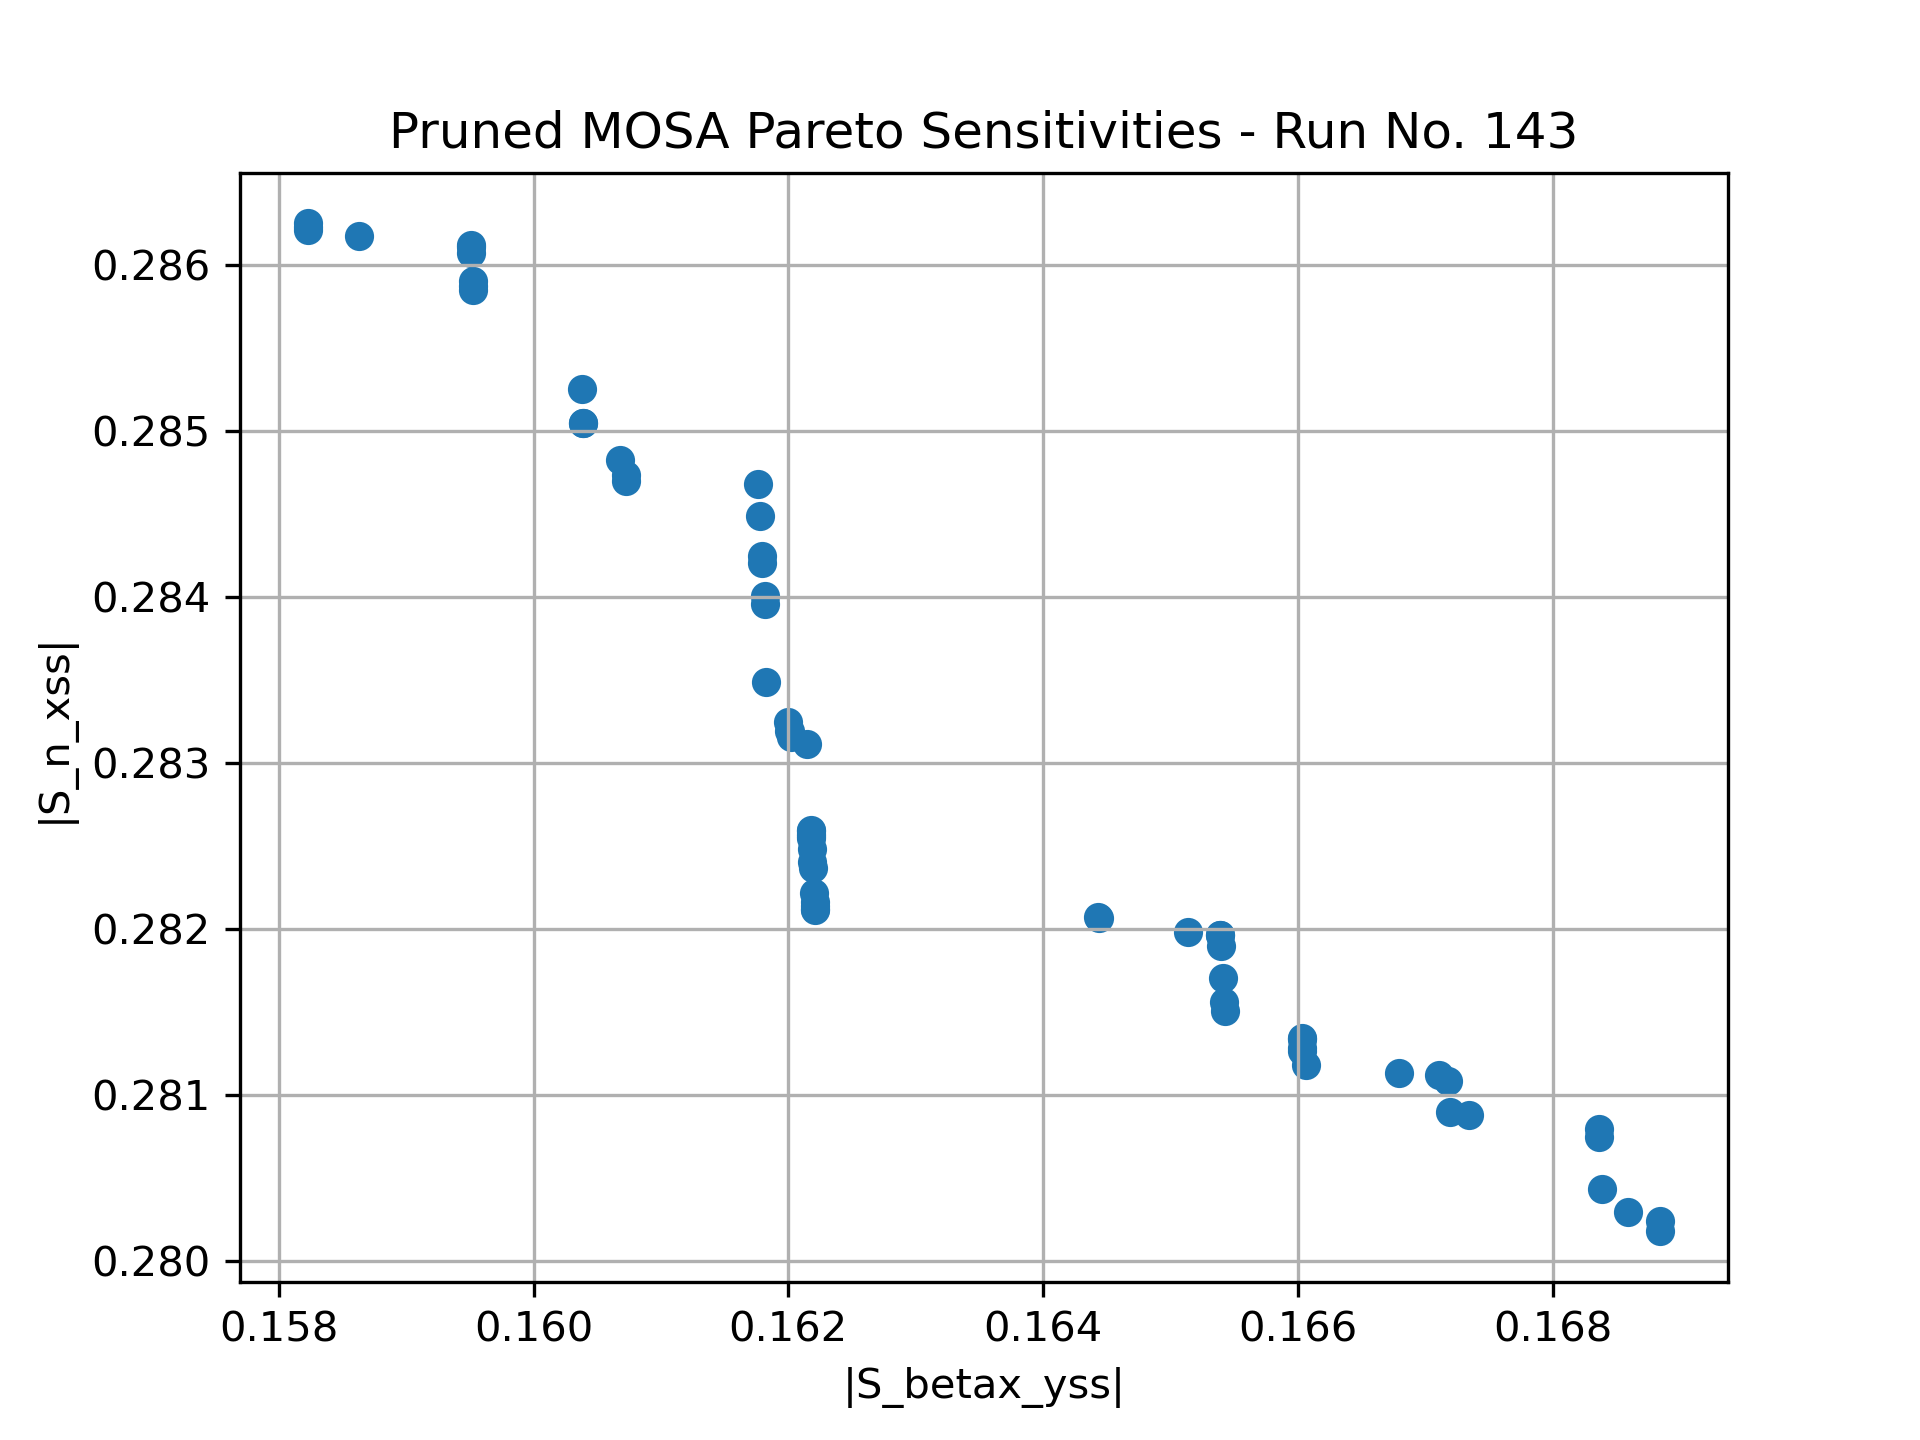 Pruned MOSA Pareto Sensitivities - Run No. 143
|S_n_xss|
0.286
0.285
0.284
0.283
0.282
0.281
0.280
0.158 0.160 0.162 0.164 0.166 0.168
|S_betax_yss|